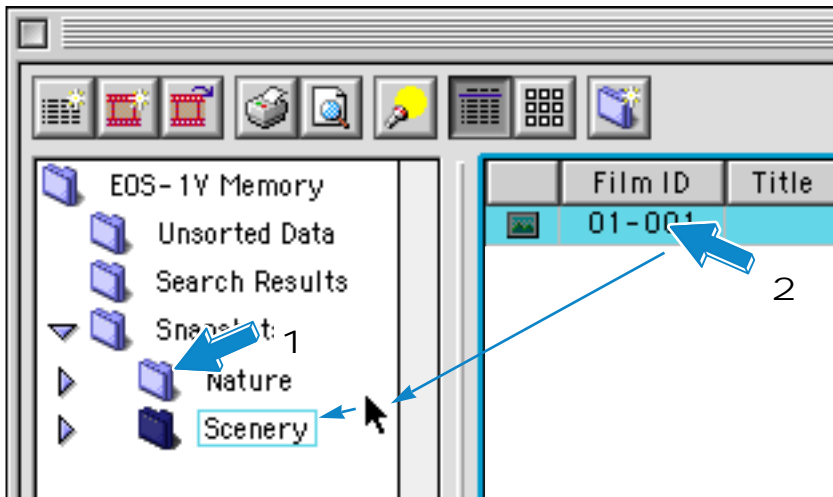 EOS-1V Memory
Unsorted Data
Search Results
1
Nature
Scenery
Film ID Title
01-001
2